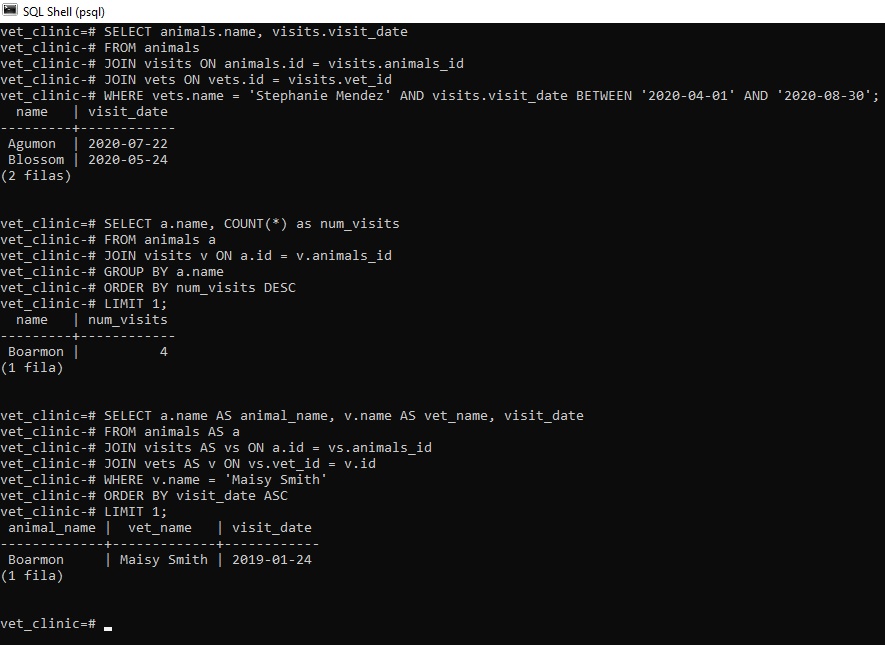 SQL Shell (psql)
vet_clinic=# SELECT animals.name, visits.visit_date
vet_clinic-# FROM animals
vet_clinic-# JOIN visits ON animals.id = visits.animals_id
vet_clinic-# JOIN vets ON vets.id = visits.vet_id
vet_clinic-# WHERE vets.name = 'Stephanie Mendez' AND visits.visit_date BETWEEN '2020-04-01' AND '2020-08-30';
  name   | visit_date
---------+------------
 Agumon  | 2020-07-22
 Blossom | 2020-05-24
(2 filas)


vet_clinic=# SELECT a.name, COUNT(*) as num_visits
vet_clinic-# FROM animals a
vet_clinic-# JOIN visits v ON a.id = v.animals_id
vet_clinic-# GROUP BY a.name
vet_clinic-# ORDER BY num_visits DESC
vet_clinic-# LIMIT 1;
  name   | num_visits
---------+------------
 Boarmon |          4
(1 fila)


vet_clinic=# SELECT a.name AS animal_name, v.name AS vet_name, visit_date
vet_clinic-# FROM animals AS a
vet_clinic-# JOIN visits AS vs ON a.id = vs.animals_id
vet_clinic-# JOIN vets AS v ON vs.vet_id = v.id
vet_clinic-# WHERE v.name = 'Maisy Smith'
vet_clinic-# ORDER BY visit_date ASC
vet_clinic-# LIMIT 1;
 animal_name |  vet_name   | visit_date
-------------+-------------+------------
 Boarmon     | Maisy Smith | 2019-01-24
(1 fila)


vet_clinic=#